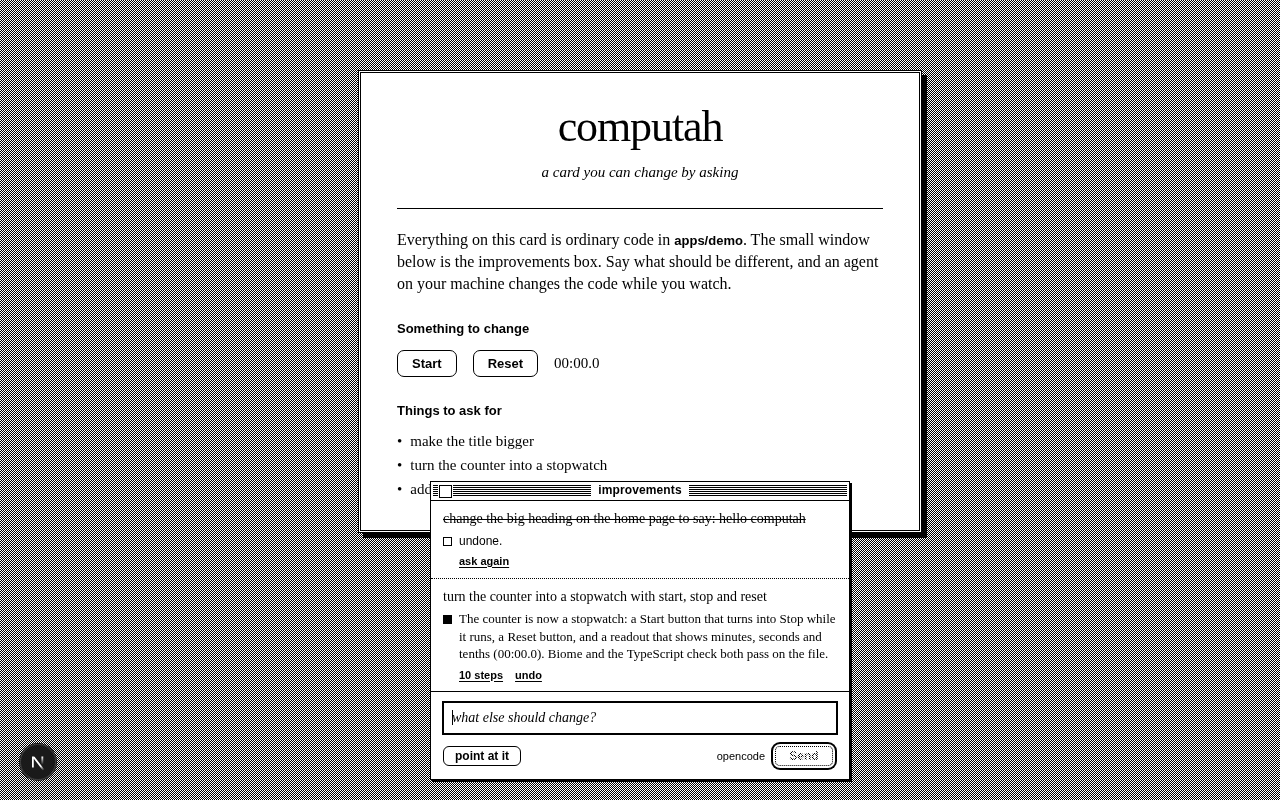 computah
a card you can change by asking
Everything on this card is ordinary code in apps/demo. The small window
below is the improvements box. Say what should be different, and an agent
on your machine changes the code while you watch.
Something to change
Start Reset 00:00.0
Things to ask for
• make the title bigger
• turn the counter into a stopwatch
• add
improvements
change the big heading on the home page to say: hello computah
undone.
ask again
turn the counter into a stopwatch with start, stop and reset
The counter is now a stopwatch: a Start button that turns into Stop while
it runs, a Reset button, and a readout that shows minutes, seconds and
tenths (00:00.0). Biome and the TypeScript check both pass on the file.
10 steps undo
what else should change?
point at it opencode Send
N